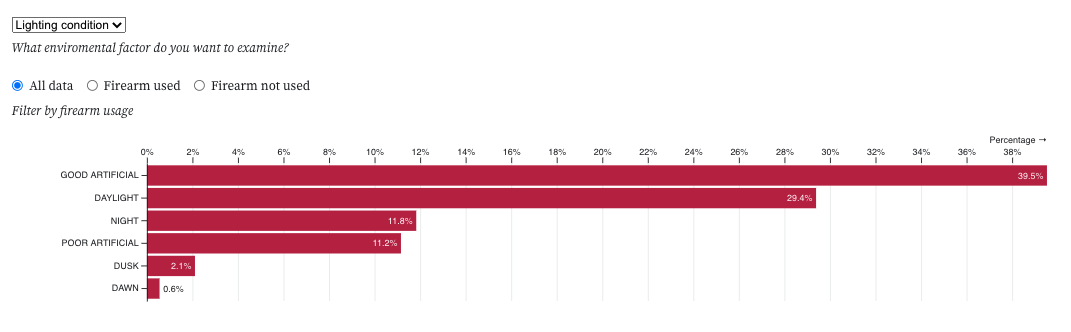 Lighting condition
What enviromental factor do you want to examine?
All data Firearm used Firearm not used
Filter by firearm usage
Percentage →
0% 2% 4% 6% 8% 10% 12% 14% 16% 18% 20% 22% 24% 26% 28% 30% 32% 34% 36% 38%
GOOD ARTIFICIAL 39.5%
DAYLIGHT 29.4%
NIGHT 11.8%
POOR ARTIFICIAL 11.2%
DUSK 2.1%
DAWN 0.6%